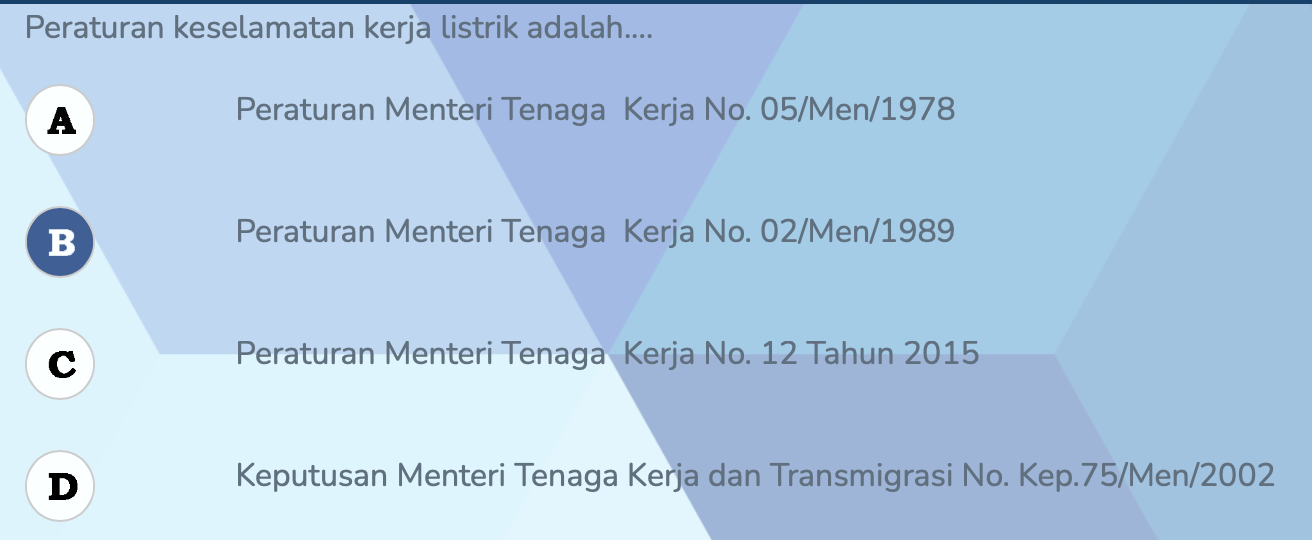 Peraturan keselamatan kerja listrik adalah....
A Peraturan Menteri Tenaga Kerja No. 05/Men/1978
B Peraturan Menteri Tenaga Kerja No. 02/Men/1989
C Peraturan Menteri Tenaga Kerja No. 12 Tahun 2015
D Keputusan Menteri Tenaga Kerja dan Transmigrasi No. Kep.75/Men/2002